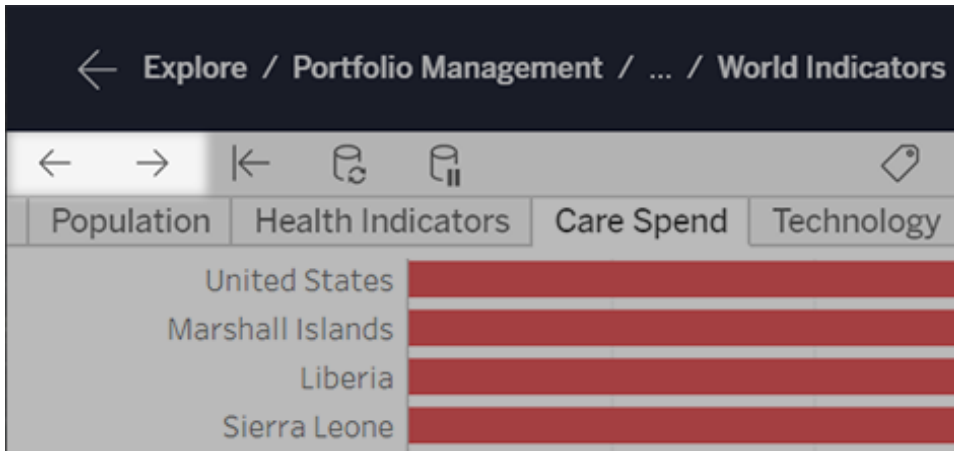 Explore / Portfolio Management / ... / World Indicators
Population Health Indicators Care Spend Technology
United States
Marshall Islands
Liberia
Sierra Leone